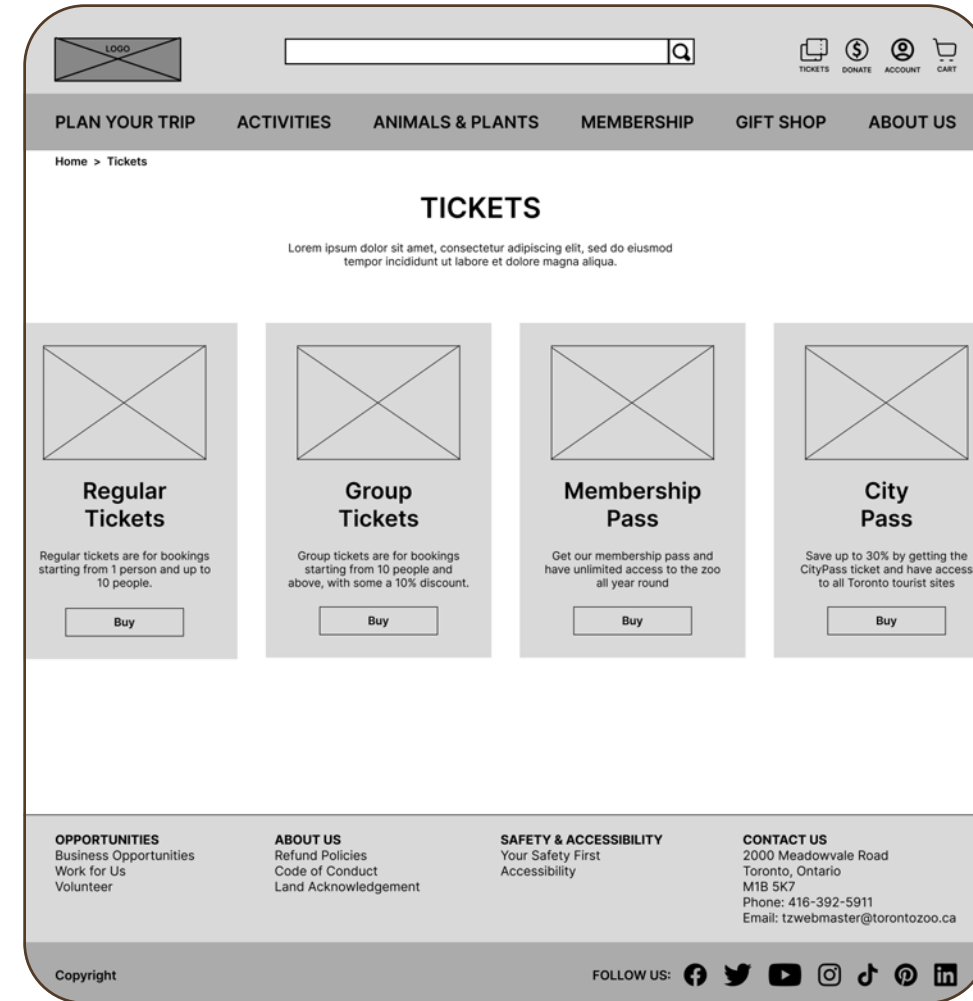 LOGO
TICKETS DONATE ACCOUNT CART
PLAN YOUR TRIP ACTIVITIES ANIMALS & PLANTS MEMBERSHIP GIFT SHOP ABOUT US
Home > Tickets
TICKETS
Lorem ipsum dolor sit amet, consectetur adipiscing elit, sed do eiusmod
tempor incididunt ut labore et dolore magna aliqua.
Regular
Tickets
Regular tickets are for bookings
starting from 1 person and up to
10 people.
Buy
Group
Tickets
Group tickets are for bookings
starting from 10 people and
above, with some a 10% discount.
Buy
Membership
Pass
Get our membership pass and
have unlimited access to the zoo
all year round
Buy
City
Pass
Save up to 30% by getting the
CityPass ticket and have access
to all Toronto tourist sites
Buy
OPPORTUNITIES
Business Opportunities
Work for Us
Volunteer
ABOUT US
Refund Policies
Code of Conduct
Land Acknowledgement
SAFETY & ACCESSIBILITY
Your Safety First
Accessibility
CONTACT US
2000 Meadowvale Road
Toronto, Ontario
M1B 5K7
Phone: 416-392-5911
Email: tzwebmaster@torontozoo.ca
Copyright
FOLLOW US: